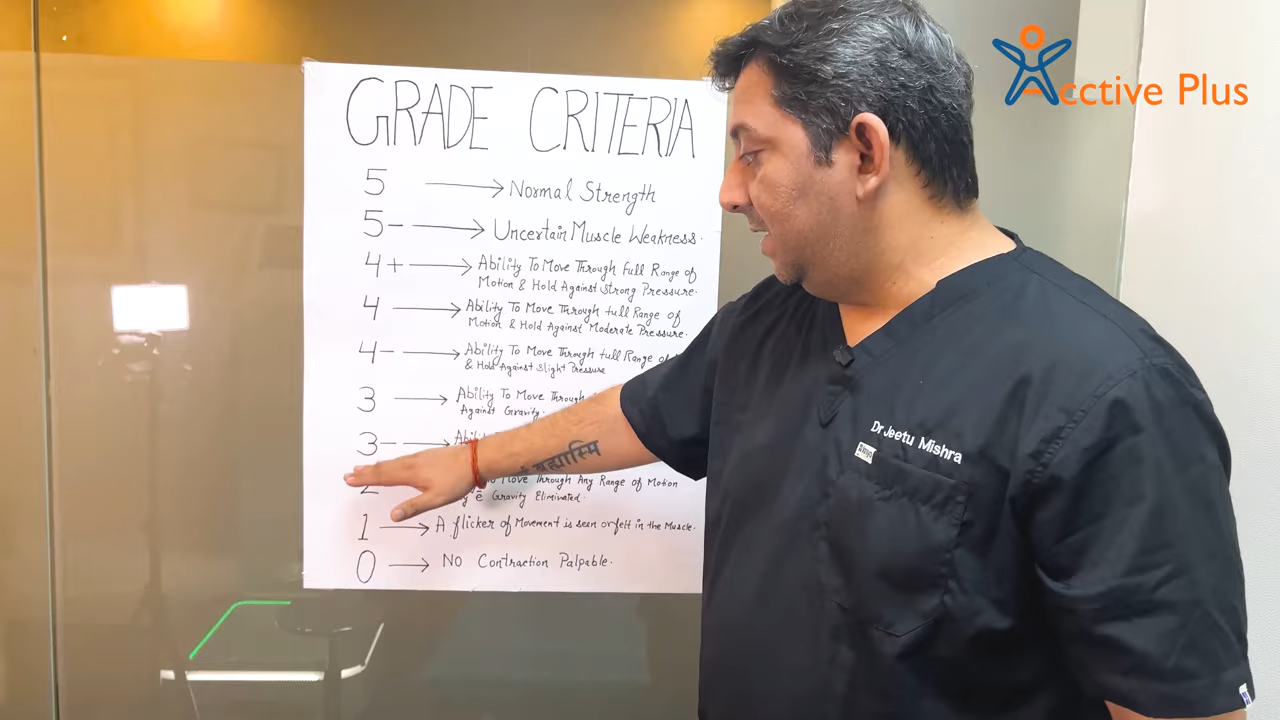 Acctive Plus
GRADE CRITERIA
5 → Normal Strength
5- → Uncertain Muscle Weakness.
4+ → Ability To Move Through Full Range of
Motion & Hold Against Strong Pressure.
4 → Ability To Move Through full Range of
Motion & Hold Against Moderate Pressure.
4- → Ability To Move Through full Range of
& Hold Against Slight Pressure
3 → Ability To Move Through
Against Gravity.
3- →
2 Move Through Any Range of Motion
Gravity Eliminated.
1 → A flicker of Movement is seen or felt in the Muscle.
0 → No Contraction Palpable.
Dr Jeetu Mishra
ब्रह्मास्मि